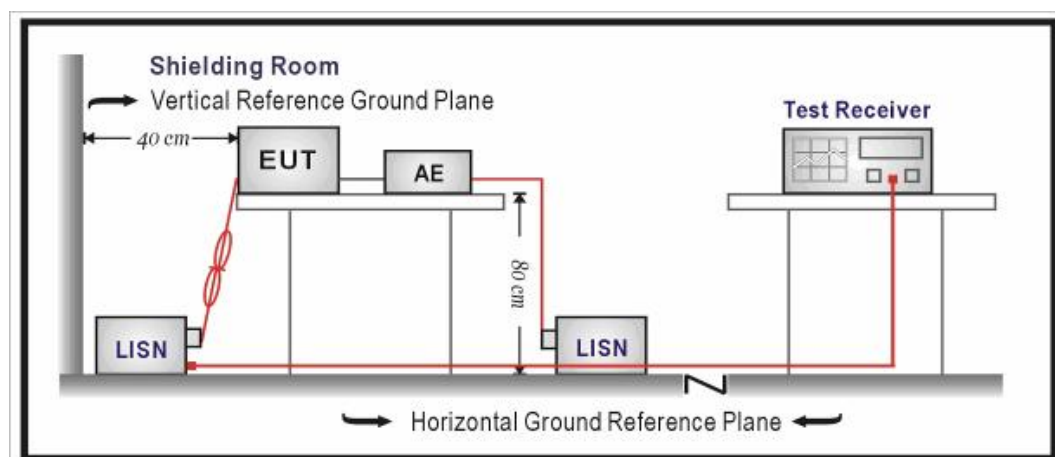 Shielding Room
Vertical Reference Ground Plane
40 cm
EUT
AE
Test Receiver
80 cm
LISN
LISN
Horizontal Ground Reference Plane